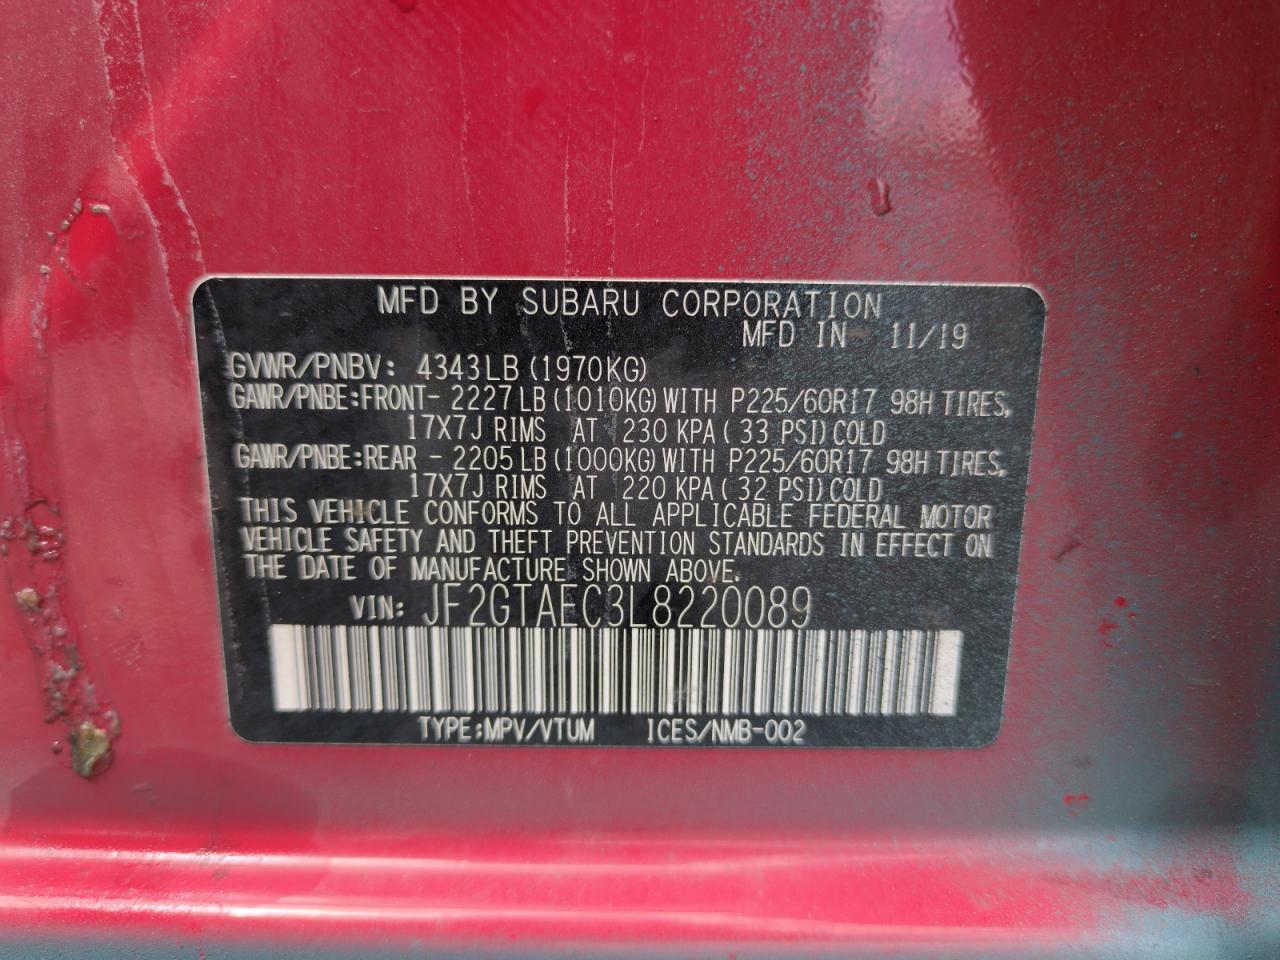 MFD BY SUBARU CORPORATION
MFD IN 11/19
GVWR/PNBV: 4343LB (1970KG)
GAWR/PNBE:FRONT- 2227LB (1010KG) WITH P225/60R17 98H TIRES,
17X7J RIMS AT 230 KPA (33 PSI) COLD
GAWR/PNBE:REAR - 2205LB (1000KG) WITH P225/60R17 98H TIRES,
17X7J RIMS AT 220 KPA (32 PSI) COLD
THIS VEHICLE CONFORMS TO ALL APPLICABLE FEDERAL MOTOR
VEHICLE SAFETY AND THEFT PREVENTION STANDARDS IN EFFECT ON
THE DATE OF MANUFACTURE SHOWN ABOVE.
VIN: JF2GTAEC3L8220089
TYPE:MPV/VTUM ICES/NMB-002